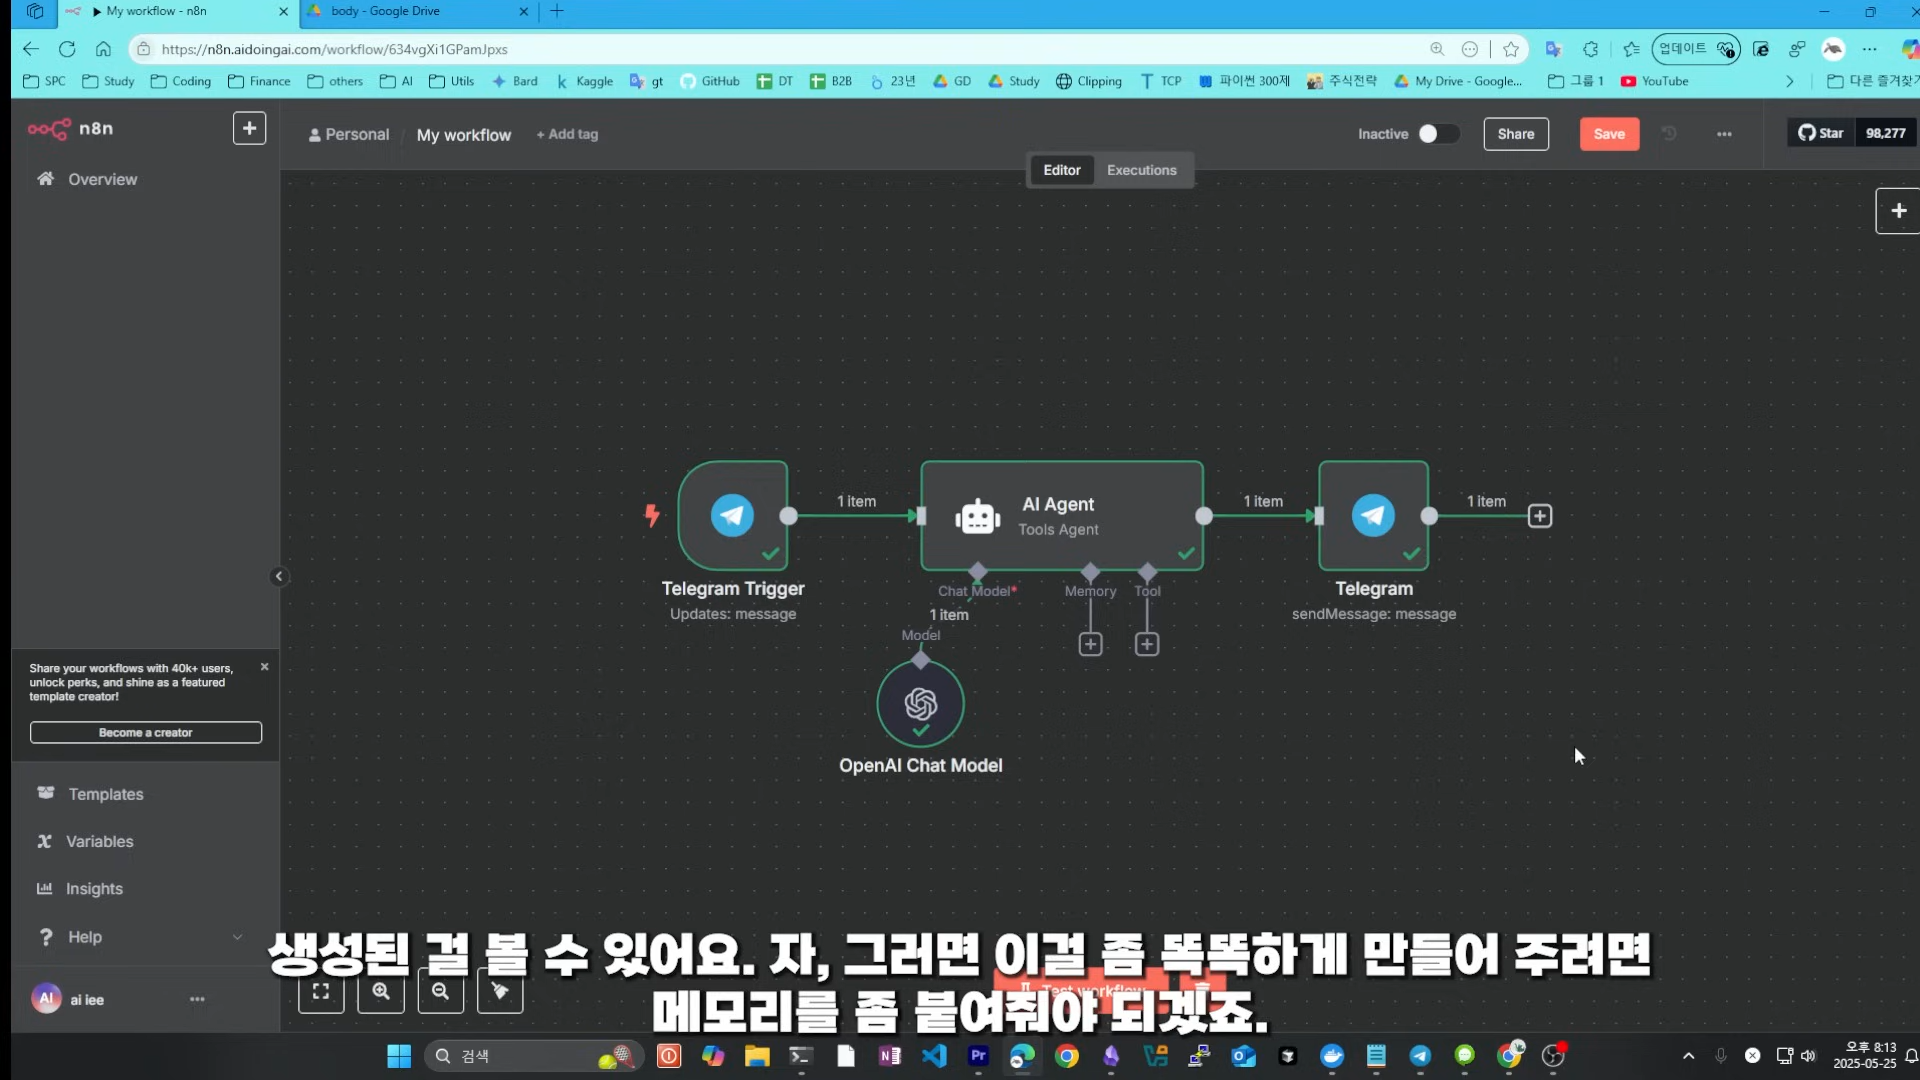 My workflow - n8n
body - Google Drive
https://n8n.aidoingai.com/workflow/634vgXi1GPamJpxs
업데이트
SPC
Study
Coding
Finance
others
AI
Utils
Bard
Kaggle
gt
GitHub
DT
B2B
23년
GD
Study
Clipping
TCP
파이썬 300제
주식전략
My Drive - Google...
그룹 1
YouTube
다른 즐겨찾기
n8n
Personal
My workflow
+ Add tag
Inactive
Share
Save
Star
98,277
Editor
Executions
Overview
1 item
AI Agent
Tools Agent
1 item
1 item
Telegram Trigger
Updates: message
Chat Model*
Memory
Tool
Telegram
sendMessage: message
1 item
Model
OpenAI Chat Model
Share your workflows with 40k+ users,
unlock perks, and shine as a featured
template creator!
Become a creator
Templates
Variables
Insights
Help
AI
ai iee
Test workflow
생성된 걸 볼 수 있어요. 자, 그러면 이걸 좀 똑똑하게 만들어 주려면
메모리를 좀 붙여줘야 되겠죠.
검색
Pr
오후 8:13
2025-05-25